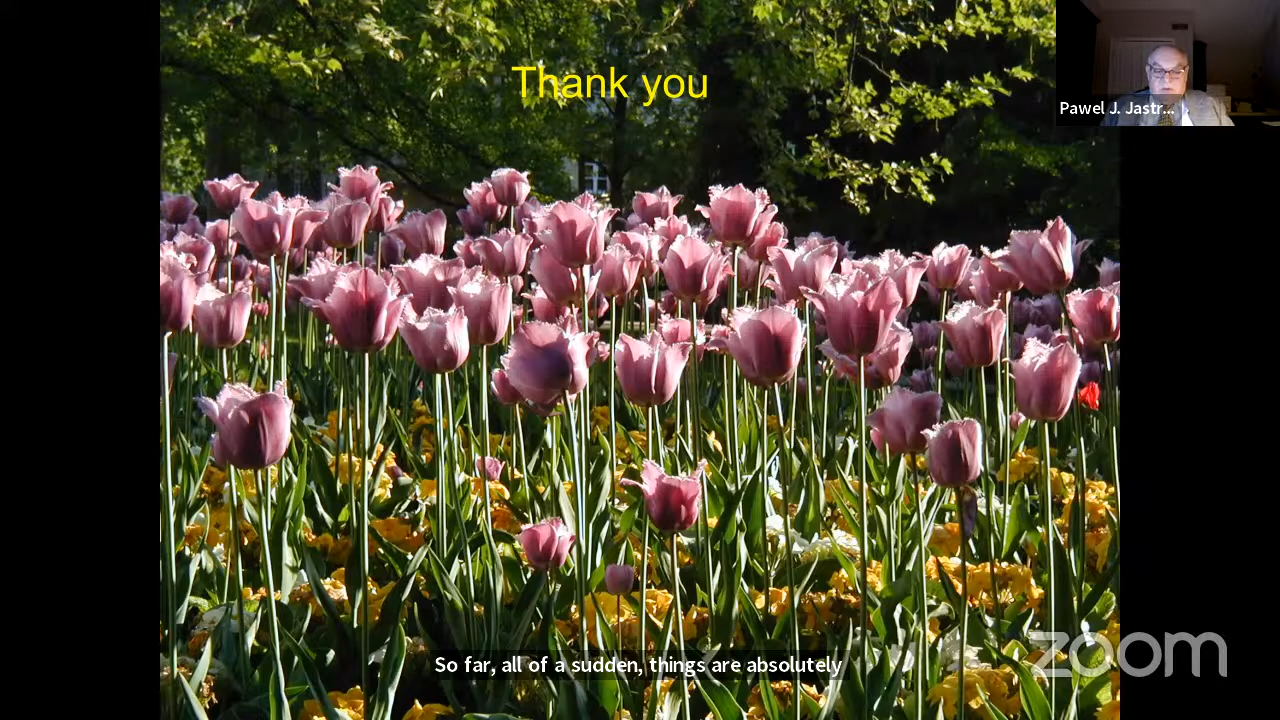 Thank you
Pawel J. Jastr...
So far, all of a sudden, things are absolutely
zoom